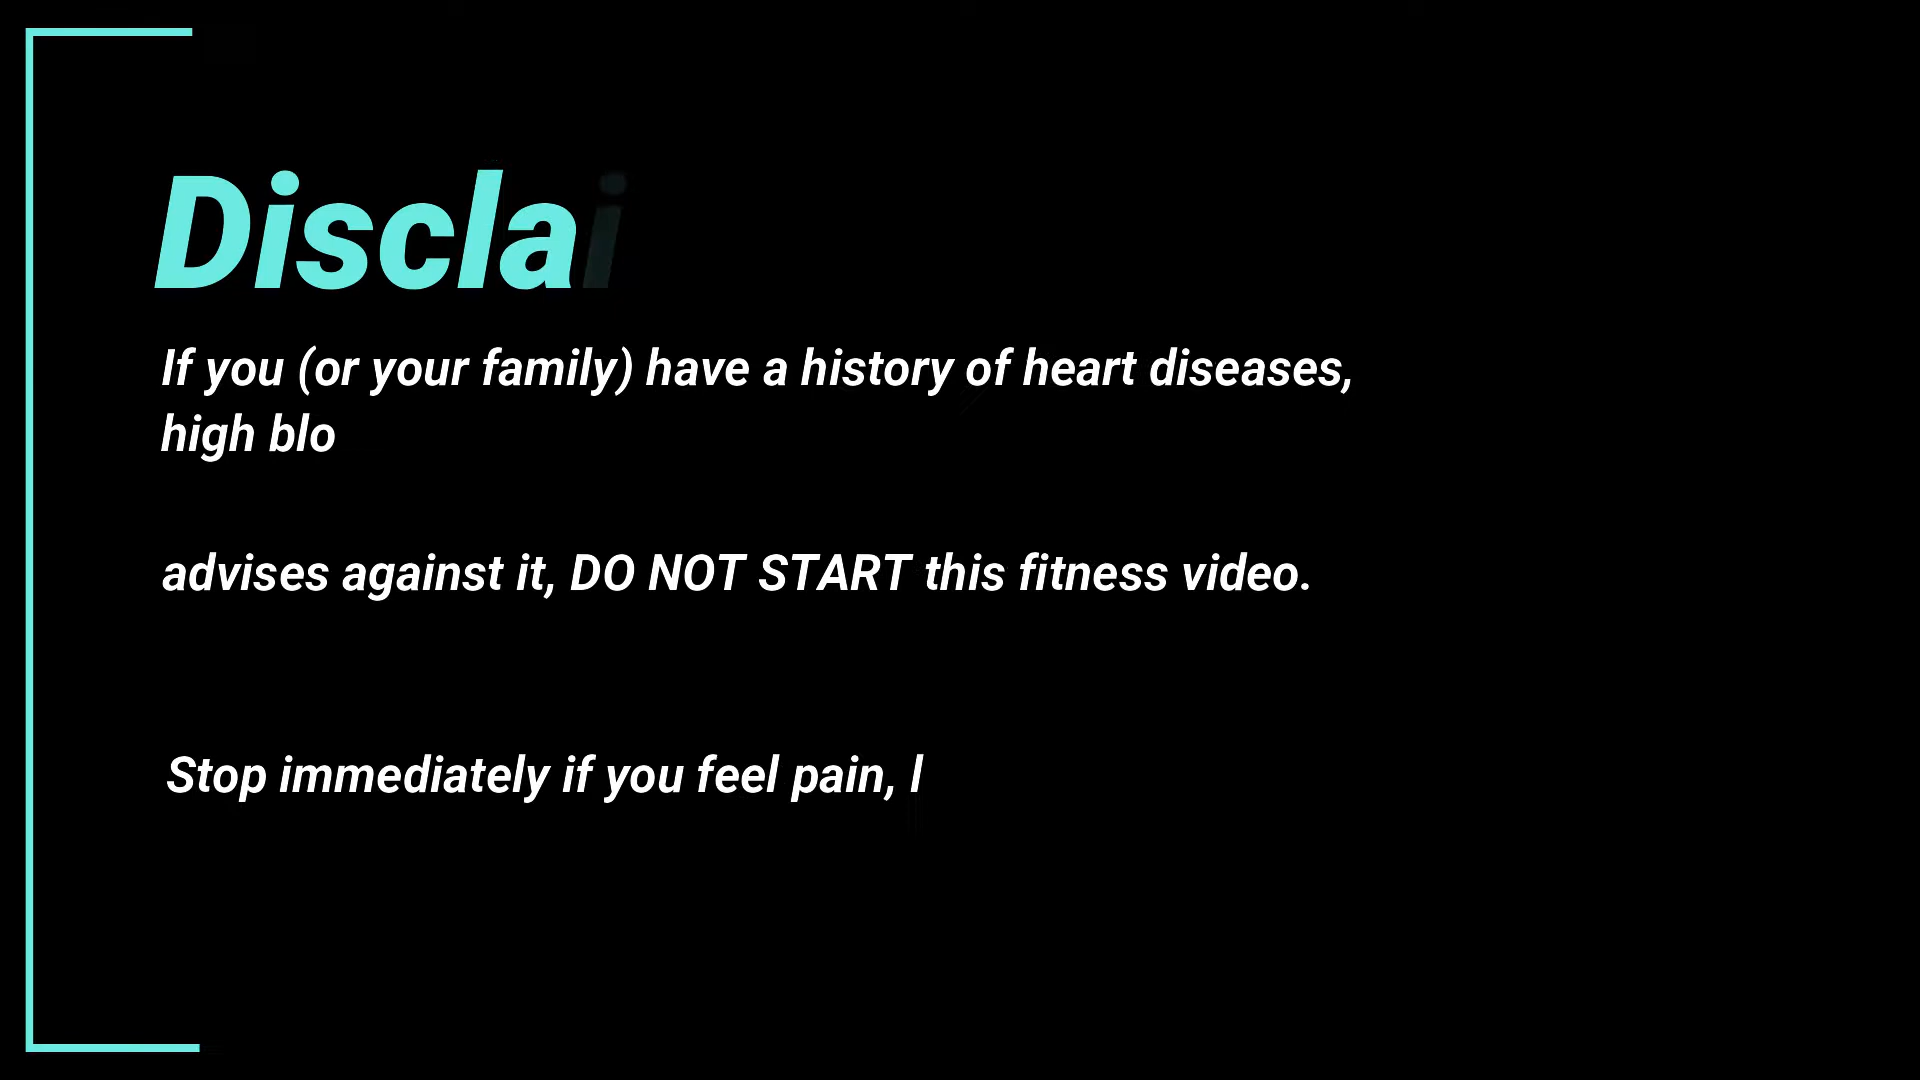 Disclai
If you (or your family) have a history of heart diseases,
high blo
advises against it, DO NOT START this fitness video.
Stop immediately if you feel pain, l